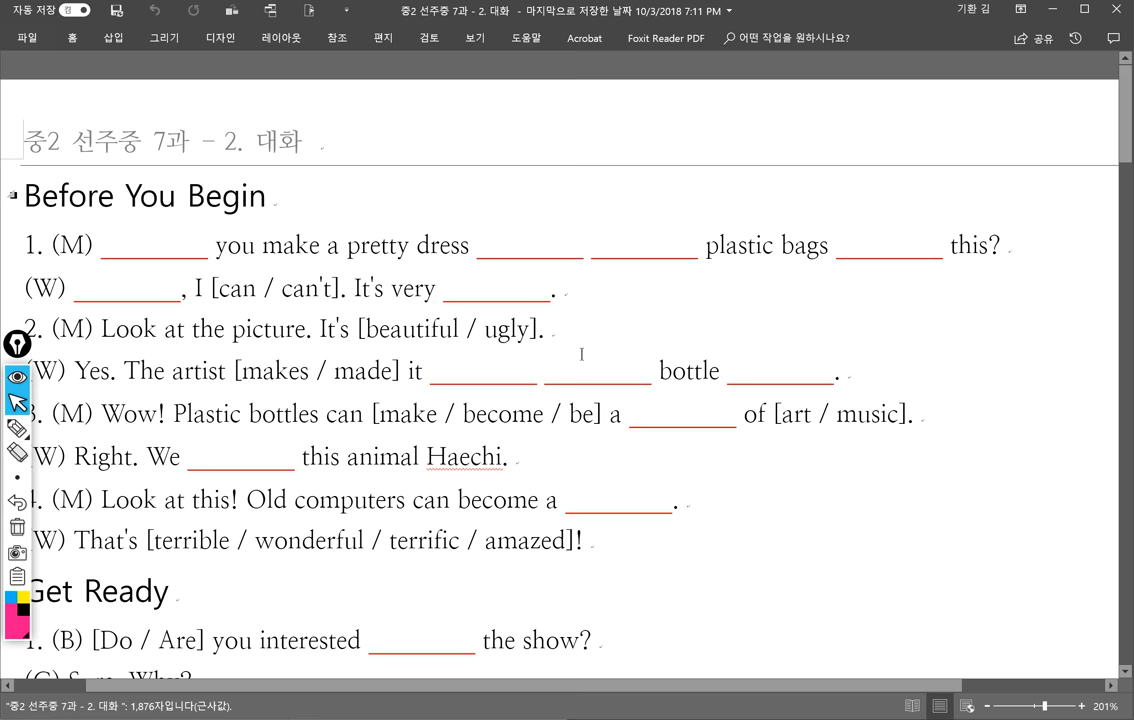 자동 저장 켬 중2 선주중 7과 - 2. 대화 - 마지막으로 저장한 날짜 10/3/2018 7:11 PM 기환 김
파일 홈 삽입 그리기 디자인 레이아웃 참조 편지 검토 보기 도움말 Acrobat Foxit Reader PDF 어떤 작업을 원하시나요? 공유
중2 선주중 7과 - 2. 대화
Before You Begin
1. (M) ________ you make a pretty dress ________ ________ plastic bags ________ this?
(W) ________, I [can / can't]. It's very ________.
2. (M) Look at the picture. It's [beautiful / ugly].
(W) Yes. The artist [makes / made] it ________ ________ bottle ________.
3. (M) Wow! Plastic bottles can [make / become / be] a ________ of [art / music].
(W) Right. We ________ this animal Haechi.
4. (M) Look at this! Old computers can become a ________.
(W) That's [terrible / wonderful / terrific / amazed]!
Get Ready
1. (B) [Do / Are] you interested ________ the show?
(G) Sure. Why?
"중2 선주중 7과 - 2. 대화 ": 1,876자입니다(근사값). 201%